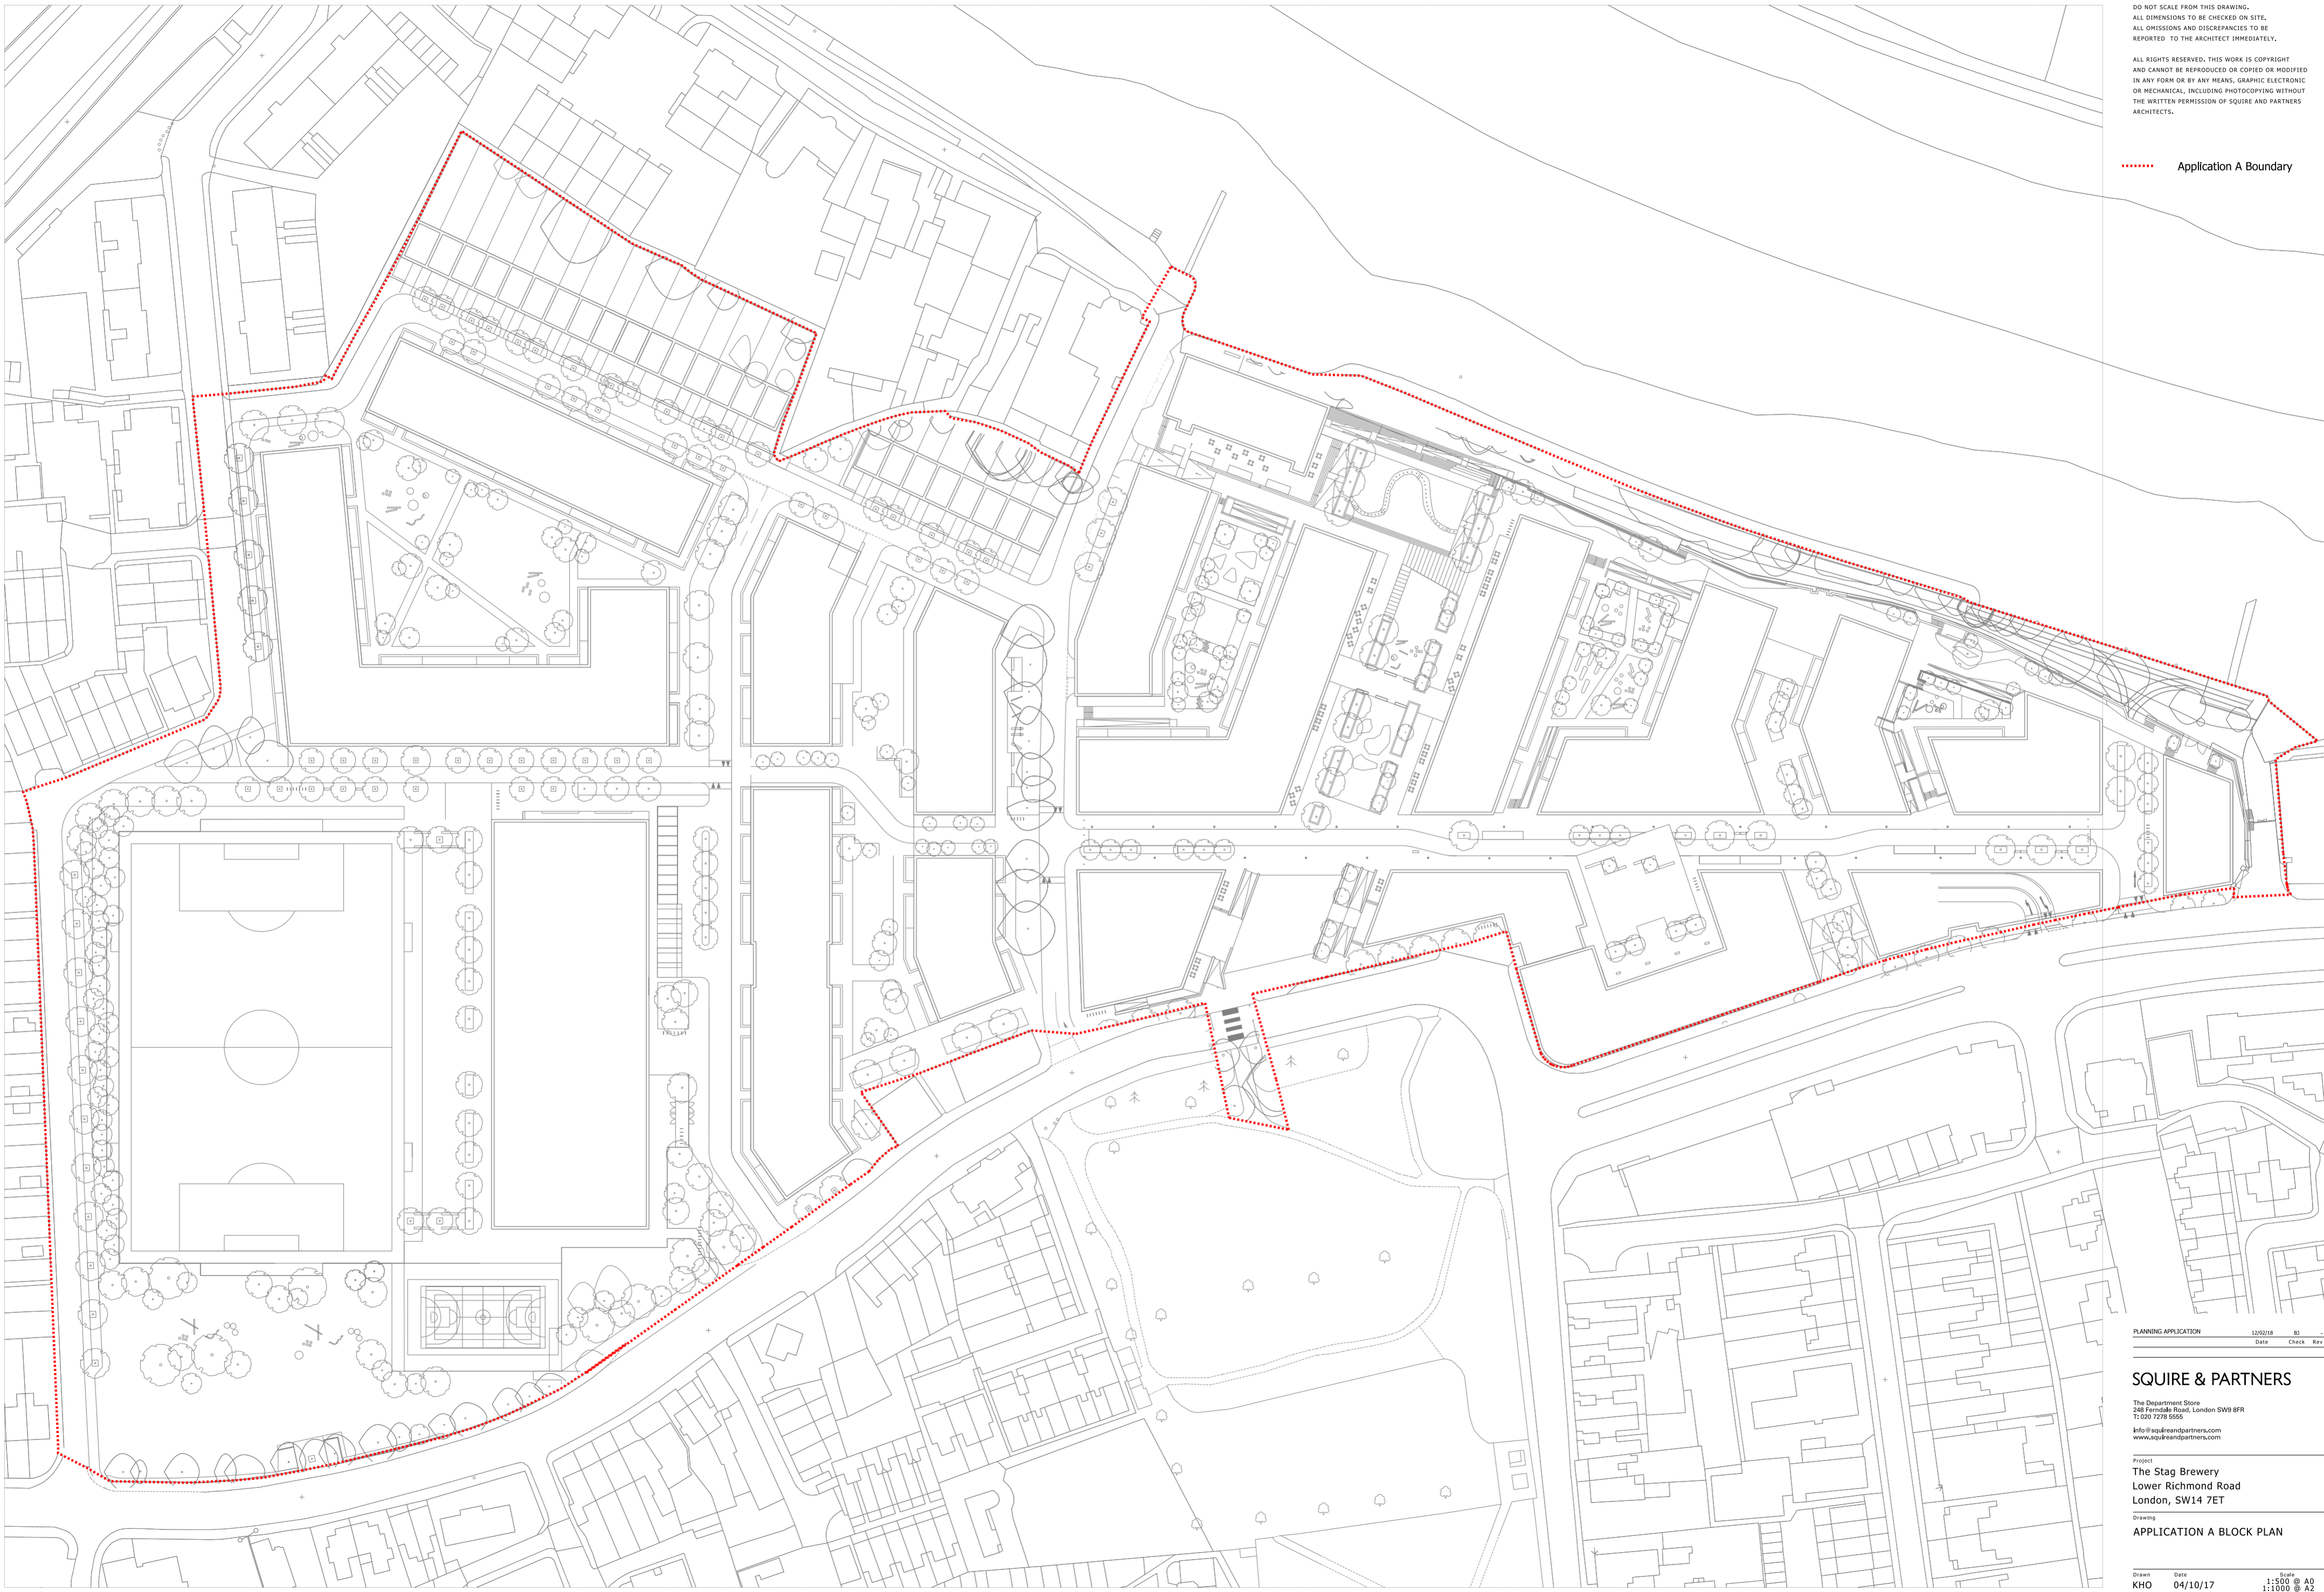 DO NOT SCALE FROM THIS DRAWING.
ALL DIMENSIONS TO BE CHECKED ON SITE.
ALL OMISSIONS AND DISCREPANCIES TO BE
REPORTED TO THE ARCHITECT IMMEDIATELY.
ALL RIGHTS RESERVED. THIS WORK IS COPYRIGHT
AND CANNOT BE REPRODUCED OR COPIED OR MODIFIED
IN ANY FORM OR BY ANY MEANS, GRAPHIC ELECTRONIC
OR MECHANICAL, INCLUDING PHOTOCOPYING WITHOUT
THE WRITTEN PERMISSION OF SQUIRE AND PARTNERS
ARCHITECTS.
Application A Boundary
PLANNING APPLICATION 12/02/18 BJ -
Date Check Rev
SQUIRE & PARTNERS
The Department Store
248 Ferndale Road, London SW9 8FR
T: 020 7278 5555
info@squireandpartners.com
www.squireandpartners.com
Project
The Stag Brewery
Lower Richmond Road
London, SW14 7ET
Drawing
APPLICATION A BLOCK PLAN
Drawn Date Scale
KHO 04/10/17 1:500 @ A0
1:1000 @ A2